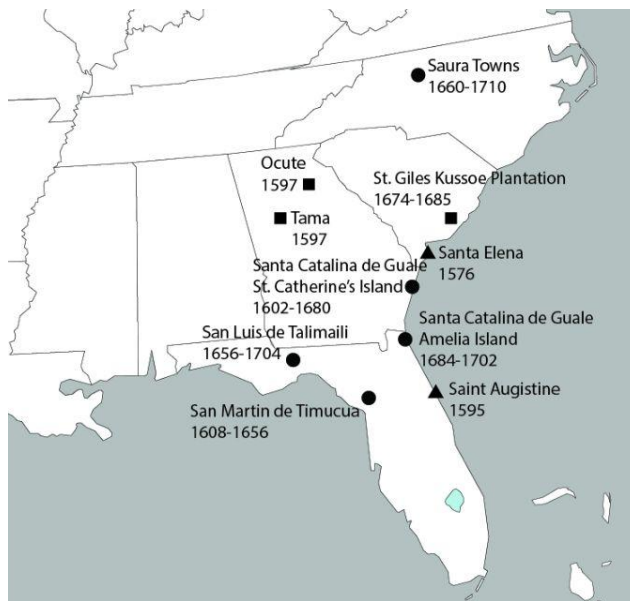 Saura Towns
1660-1710
Ocute
1597
St. Giles Kussoe Plantation
1674-1685
Tama
1597
Santa Elena
1576
Santa Catalina de Guale
St. Catherine's Island
1602-1680
San Luis de Talimaili
1656-1704
Santa Catalina de Guale
Amelia Island
1684-1702
Saint Augistine
1595
San Martin de Timucua
1608-1656